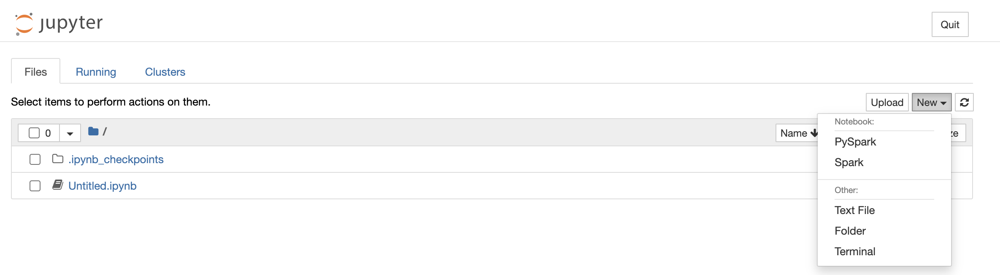 jupyter
Quit
Files Running Clusters
Select items to perform actions on them.
Upload New
0 / Name ze
Notebook:
PySpark
Spark
.ipynb_checkpoints
Untitled.ipynb
Other:
Text File
Folder
Terminal